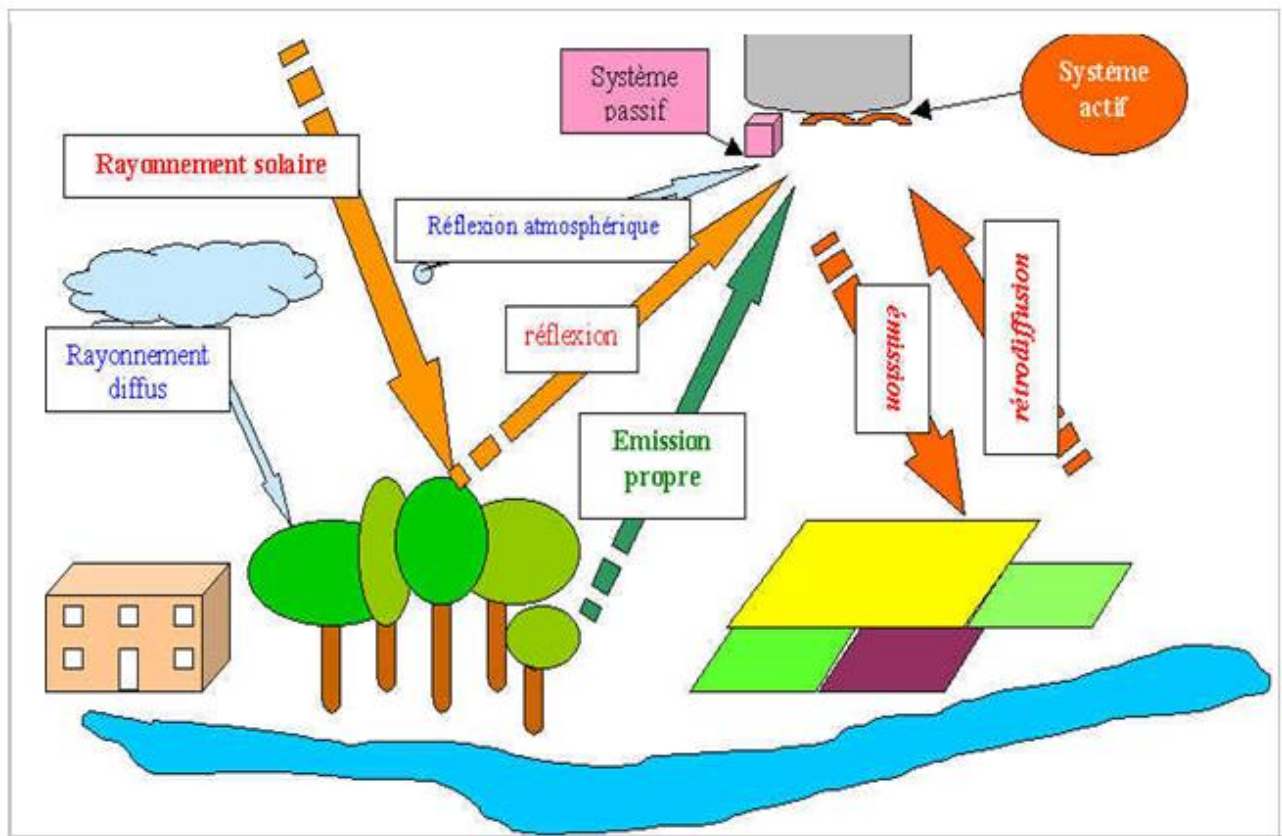 Système
passif
Système
actif
Rayonnement solaire
Réflexion atmosphérique
réflexion
Rayonnement
diffus
Emission
propre
émission
rétrodiffusion